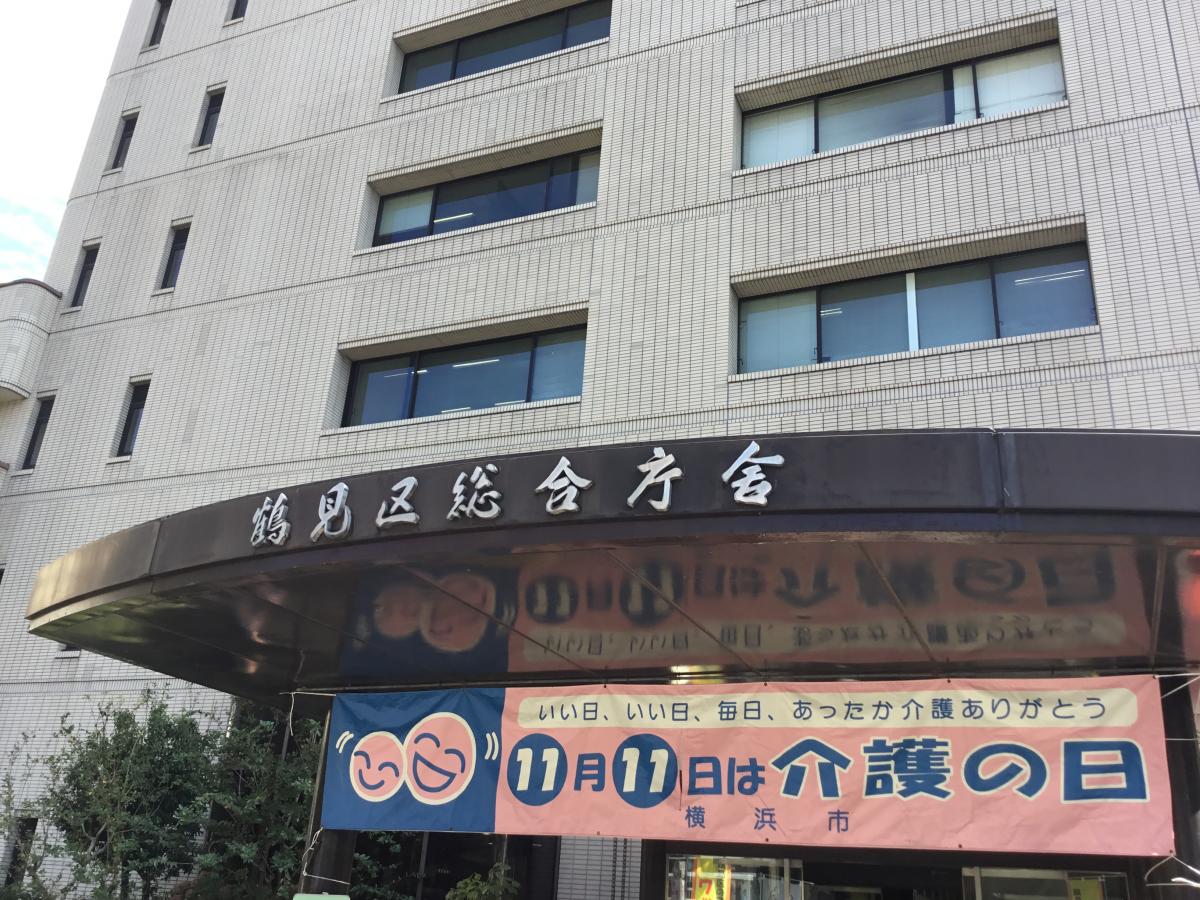 鶴見区総合庁舎
いい日、いい日、毎日、あったか介護ありがとう
11月11日は介護の日
横浜市
7